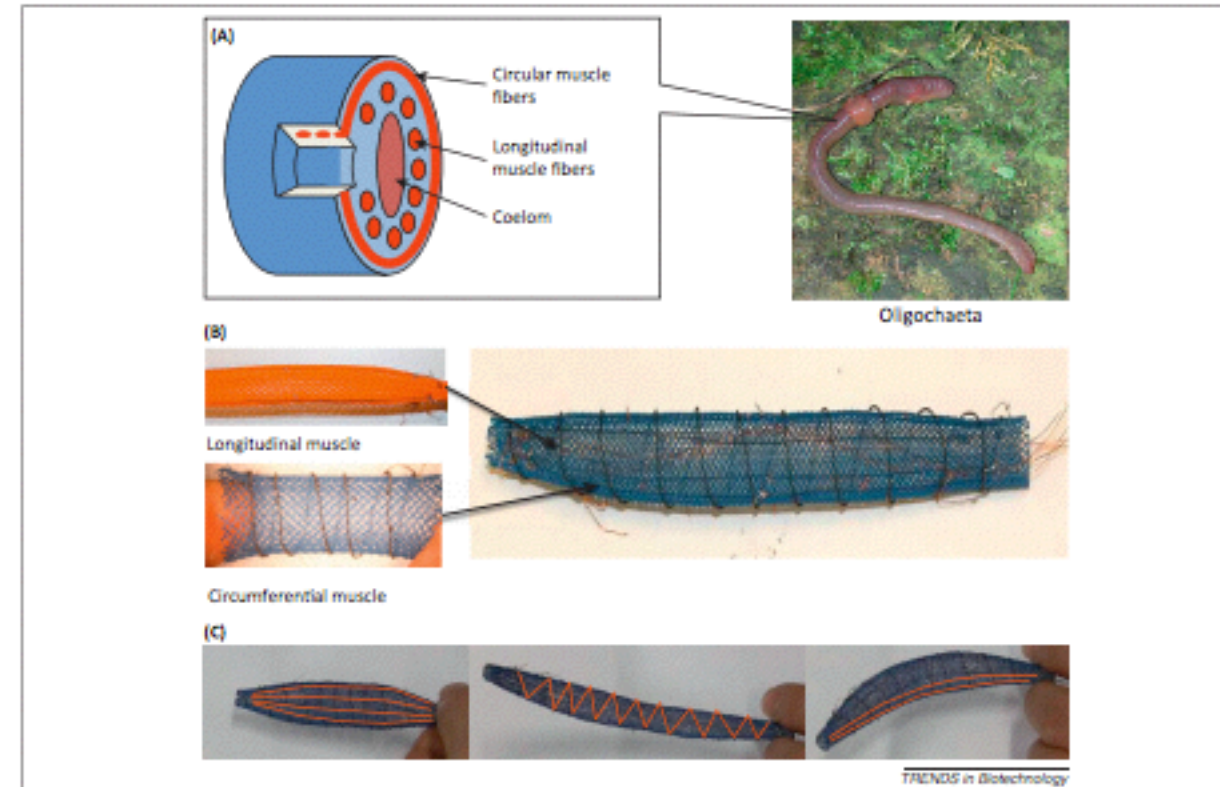 (A)
Circular muscle
fibers
Longitudinal
muscle fibers
Coelom
Oligochaeta
(B)
Longitudinal muscle
Circumferential muscle
(C)
TRENDS in Biotechnology